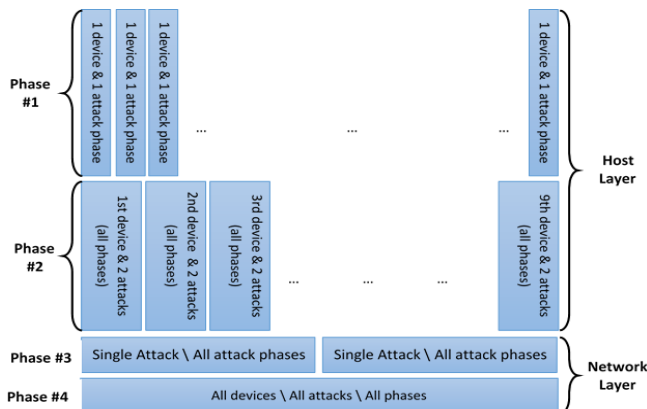 Phase
#1
1 device & 1 attack phase
1 device & 1 attack phase
1 device & 1 attack phase
...
...
...
1 device & 1 attack phase
Host
Layer
Phase
#2
1st device & 2 attacks
(all phases)
2nd device & 2 attacks
(all phases)
3rd device & 2 attacks
(all phases)
...
...
...
9th device & 2 attacks
(all phases)
Phase #3
Single Attack \ All attack phases
Single Attack \ All attack phases
Network
Layer
Phase #4
All devices \ All attacks \ All phases